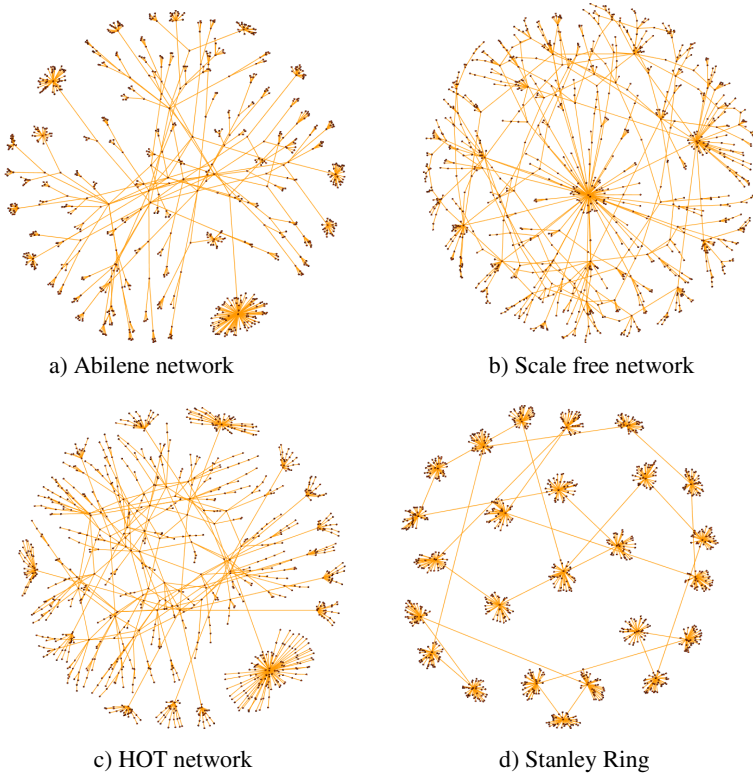 a) Abilene network
b) Scale free network
c) HOT network
d) Stanley Ring